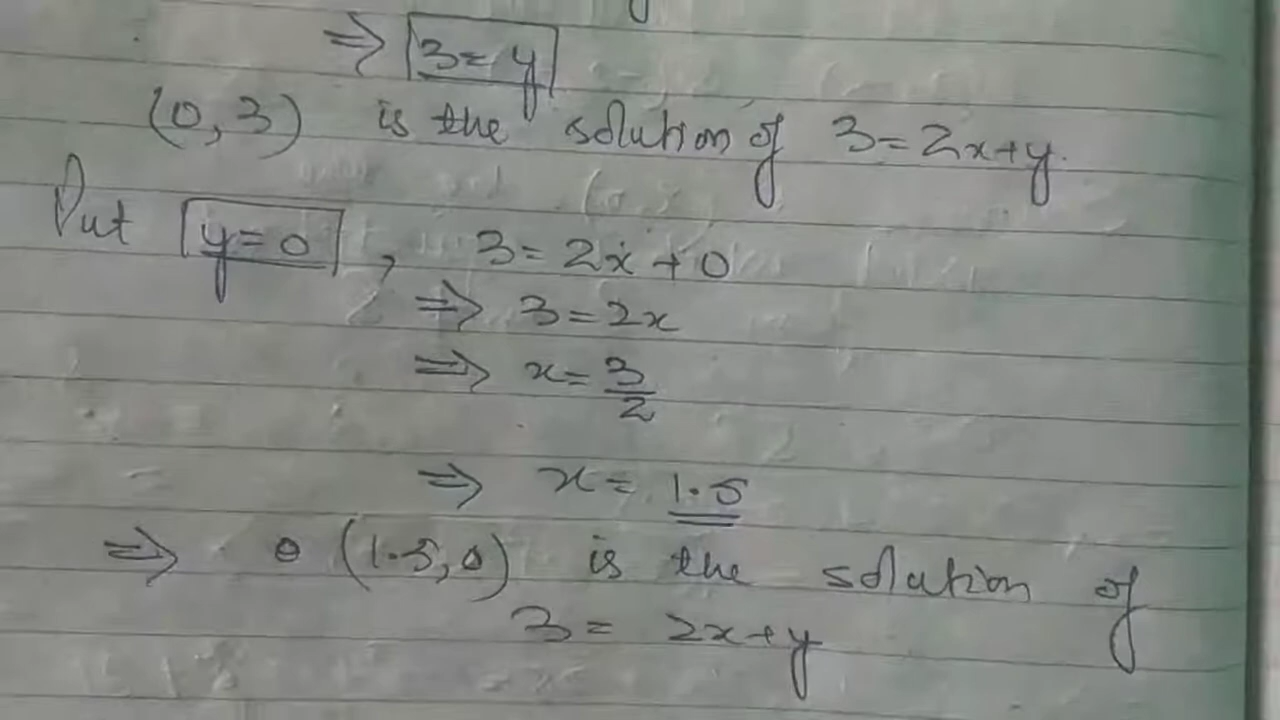 ⇒ 3 = y
(0, 3) is the solution of 3 = 2x + y.
Put y = 0 , 3 = 2x + 0
⇒ 3 = 2x
⇒ x = 3/2
⇒ x = 1.5
⇒ (1.5, 0) is the solution of
3 = 2x + y